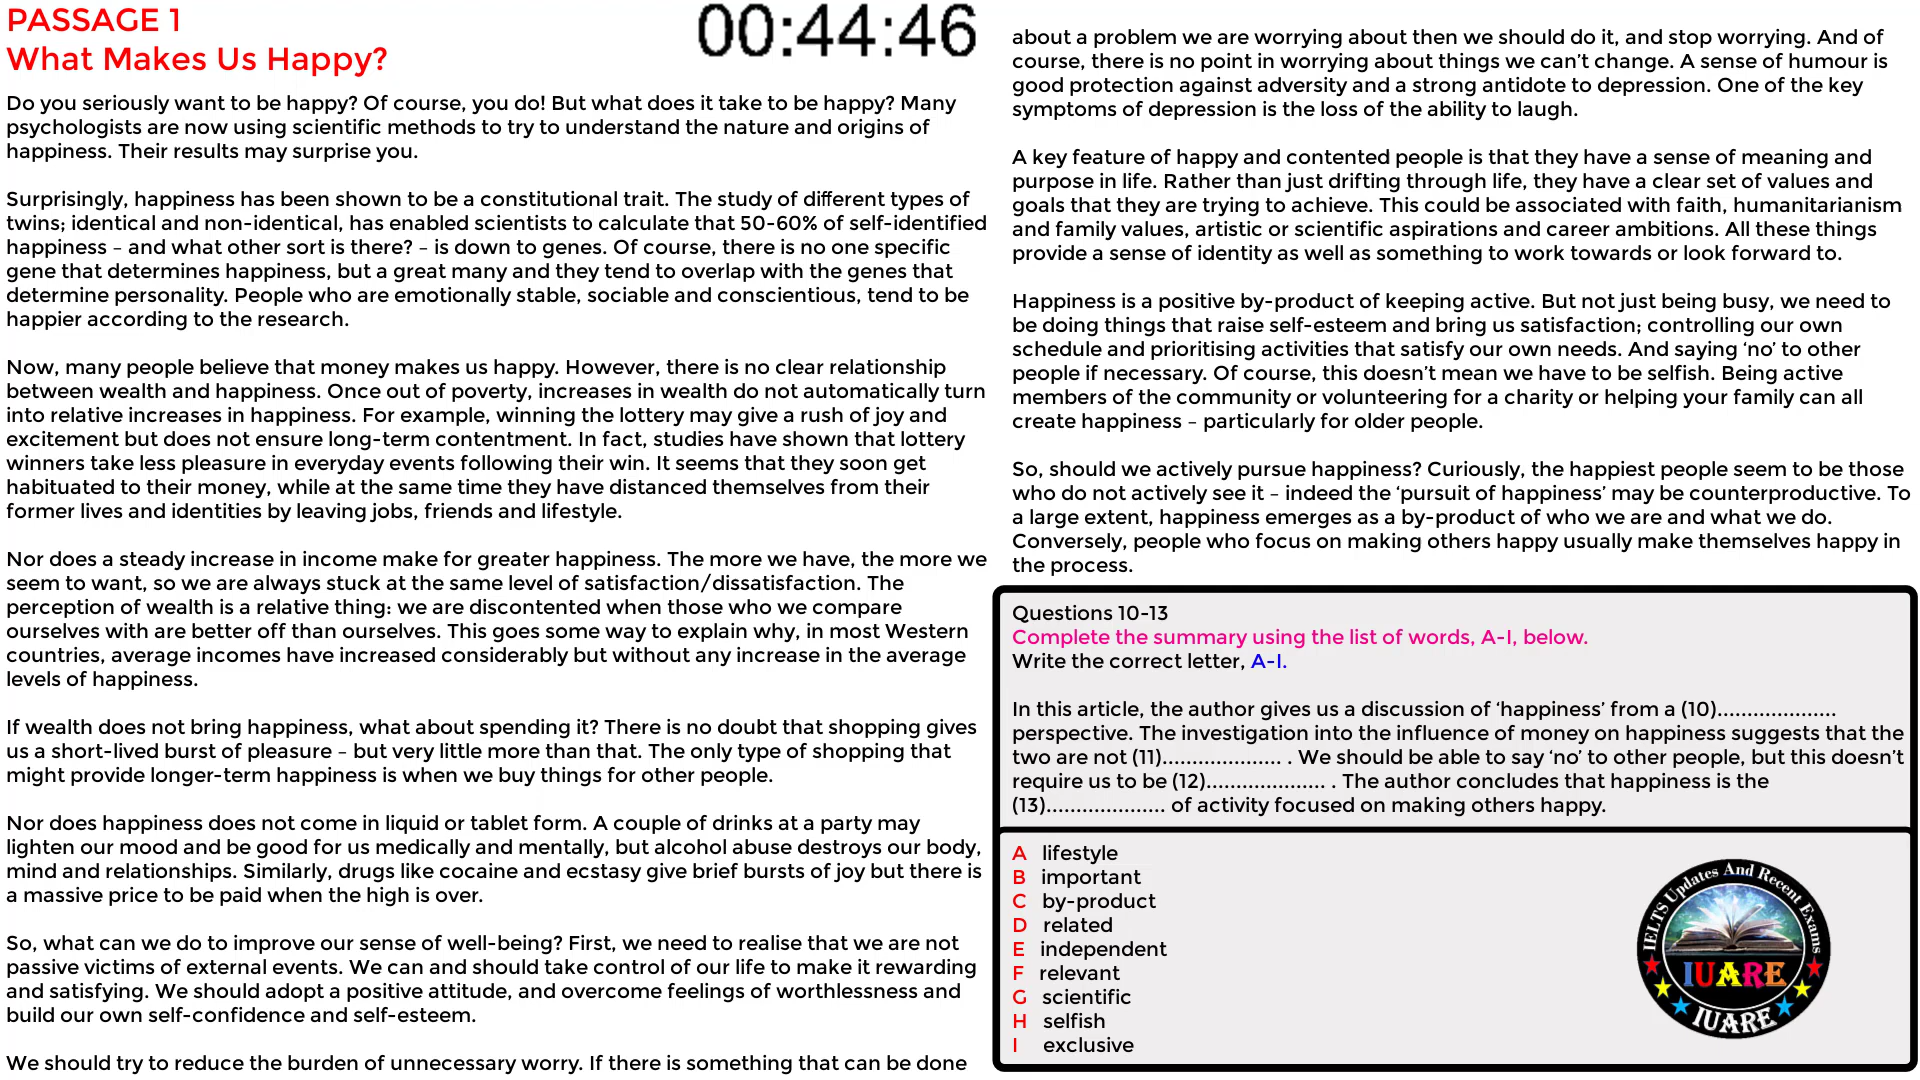 PASSAGE 1
What Makes Us Happy?
00:44:46
Do you seriously want to be happy? Of course, you do! But what does it take to be happy? Many
psychologists are now using scientific methods to try to understand the nature and origins of
happiness. Their results may surprise you.
Surprisingly, happiness has been shown to be a constitutional trait. The study of different types of
twins; identical and non-identical, has enabled scientists to calculate that 50-60% of self-identified
happiness – and what other sort is there? – is down to genes. Of course, there is no one specific
gene that determines happiness, but a great many and they tend to overlap with the genes that
determine personality. People who are emotionally stable, sociable and conscientious, tend to be
happier according to the research.
Now, many people believe that money makes us happy. However, there is no clear relationship
between wealth and happiness. Once out of poverty, increases in wealth do not automatically turn
into relative increases in happiness. For example, winning the lottery may give a rush of joy and
excitement but does not ensure long-term contentment. In fact, studies have shown that lottery
winners take less pleasure in everyday events following their win. It seems that they soon get
habituated to their money, while at the same time they have distanced themselves from their
former lives and identities by leaving jobs, friends and lifestyle.
Nor does a steady increase in income make for greater happiness. The more we have, the more we
seem to want, so we are always stuck at the same level of satisfaction/dissatisfaction. The
perception of wealth is a relative thing: we are discontented when those who we compare
ourselves with are better off than ourselves. This goes some way to explain why, in most Western
countries, average incomes have increased considerably but without any increase in the average
levels of happiness.
If wealth does not bring happiness, what about spending it? There is no doubt that shopping gives
us a short-lived burst of pleasure – but very little more than that. The only type of shopping that
might provide longer-term happiness is when we buy things for other people.
Nor does happiness does not come in liquid or tablet form. A couple of drinks at a party may
lighten our mood and be good for us medically and mentally, but alcohol abuse destroys our body,
mind and relationships. Similarly, drugs like cocaine and ecstasy give brief bursts of joy but there is
a massive price to be paid when the high is over.
So, what can we do to improve our sense of well-being? First, we need to realise that we are not
passive victims of external events. We can and should take control of our life to make it rewarding
and satisfying. We should adopt a positive attitude, and overcome feelings of worthlessness and
build our own self-confidence and self-esteem.
We should try to reduce the burden of unnecessary worry. If there is something that can be done
about a problem we are worrying about then we should do it, and stop worrying. And of
course, there is no point in worrying about things we can't change. A sense of humour is
good protection against adversity and a strong antidote to depression. One of the key
symptoms of depression is the loss of the ability to laugh.
A key feature of happy and contented people is that they have a sense of meaning and
purpose in life. Rather than just drifting through life, they have a clear set of values and
goals that they are trying to achieve. This could be associated with faith, humanitarianism
and family values, artistic or scientific aspirations and career ambitions. All these things
provide a sense of identity as well as something to work towards or look forward to.
Happiness is a positive by-product of keeping active. But not just being busy, we need to
be doing things that raise self-esteem and bring us satisfaction; controlling our own
schedule and prioritising activities that satisfy our own needs. And saying 'no' to other
people if necessary. Of course, this doesn't mean we have to be selfish. Being active
members of the community or volunteering for a charity or helping your family can all
create happiness – particularly for older people.
So, should we actively pursue happiness? Curiously, the happiest people seem to be those
who do not actively see it – indeed the 'pursuit of happiness' may be counterproductive. To
a large extent, happiness emerges as a by-product of who we are and what we do.
Conversely, people who focus on making others happy usually make themselves happy in
the process.
Questions 10-13
Complete the summary using the list of words, A-I, below.
Write the correct letter, A-I.
In this article, the author gives us a discussion of 'happiness' from a (10)....................
perspective. The investigation into the influence of money on happiness suggests that the
two are not (11).................... . We should be able to say 'no' to other people, but this doesn't
require us to be (12).................... . The author concludes that happiness is the
(13).................... of activity focused on making others happy.
A lifestyle
B important
C by-product
D related
E independent
F relevant
G scientific
H selfish
I exclusive
IELTS Updates And Recent Exams
IUARE
IUARE